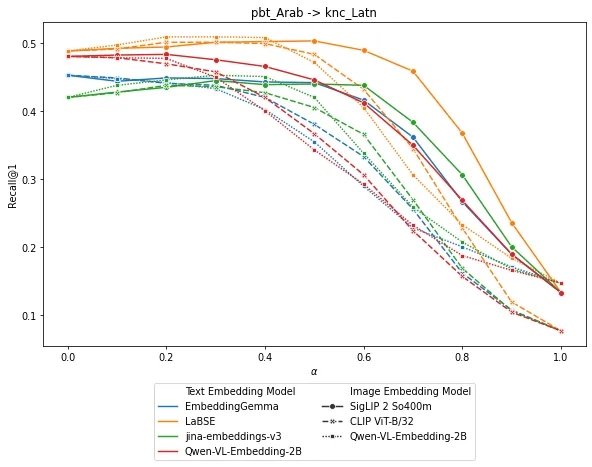 pbt_Arab -> knc_Latn
Recall@1
0.5
0.4
0.3
0.2
0.1
0.0 0.2 0.4 0.6 0.8 1.0
α
Text Embedding Model
EmbeddingGemma
LaBSE
jina-embeddings-v3
Qwen-VL-Embedding-2B
Image Embedding Model
SigLIP 2 So400m
CLIP ViT-B/32
Qwen-VL-Embedding-2B